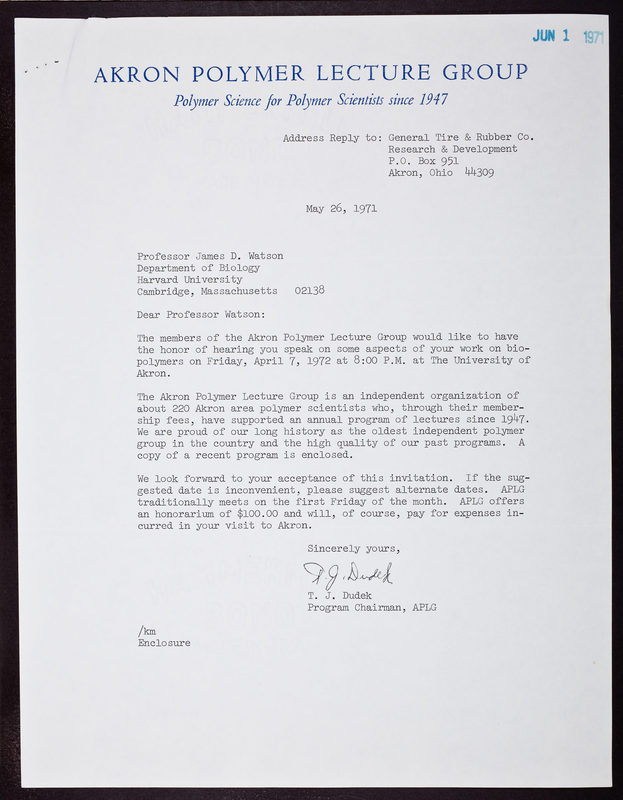 JUN 1 1971
AKRON POLYMER LECTURE GROUP
Polymer Science for Polymer Scientists since 1947
Address Reply to: General Tire & Rubber Co.
Research & Development
P.O. Box 951
Akron, Ohio 44309
May 26, 1971
Professor James D. Watson
Department of Biology
Harvard University
Cambridge, Massachusetts 02138
Dear Professor Watson:
The members of the Akron Polymer Lecture Group would like to have
the honor of hearing you speak on some aspects of your work on bio-
polymers on Friday, April 7, 1972 at 8:00 P.M. at The University of
Akron.
The Akron Polymer Lecture Group is an independent organization of
about 220 Akron area polymer scientists who, through their member-
ship fees, have supported an annual program of lectures since 1947.
We are proud of our long history as the oldest independent polymer
group in the country and the high quality of our past programs. A
copy of a recent program is enclosed.
We look forward to your acceptance of this invitation. If the sug-
gested date is inconvenient, please suggest alternate dates. APLG
traditionally meets on the first Friday of the month. APLG offers
an honorarium of $100.00 and will, of course, pay for expenses in-
curred in your visit to Akron.
Sincerely yours,
T. J. Dudek
T. J. Dudek
Program Chairman, APLG
/km
Enclosure